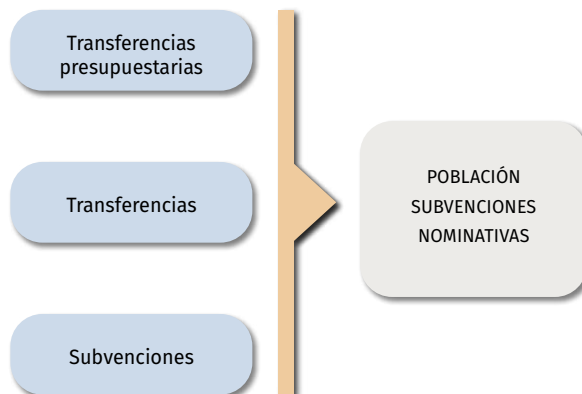 Transferencias
presupuestarias
Transferencias
Subvenciones
POBLACIÓN
SUBVENCIONES
NOMINATIVAS